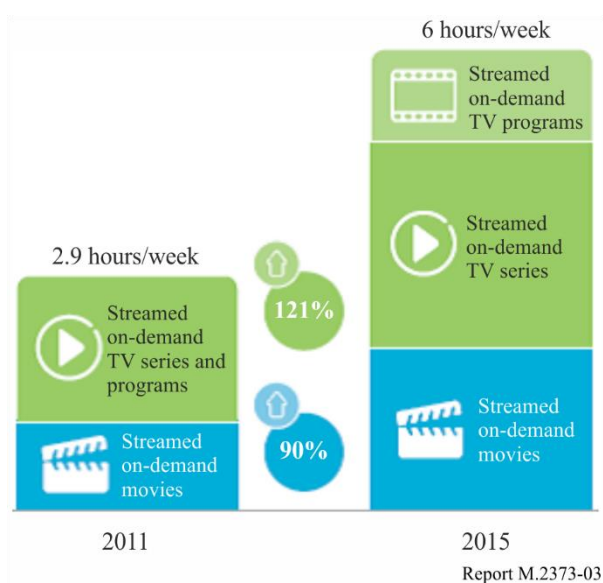 6 hours/week
Streamed
on-demand
TV programs
Streamed
on-demand
TV series
2.9 hours/week
Streamed
on-demand
TV series and
programs
121%
Streamed
on-demand
movies
90%
Streamed
on-demand
movies
2011
2015
Report M.2373-03